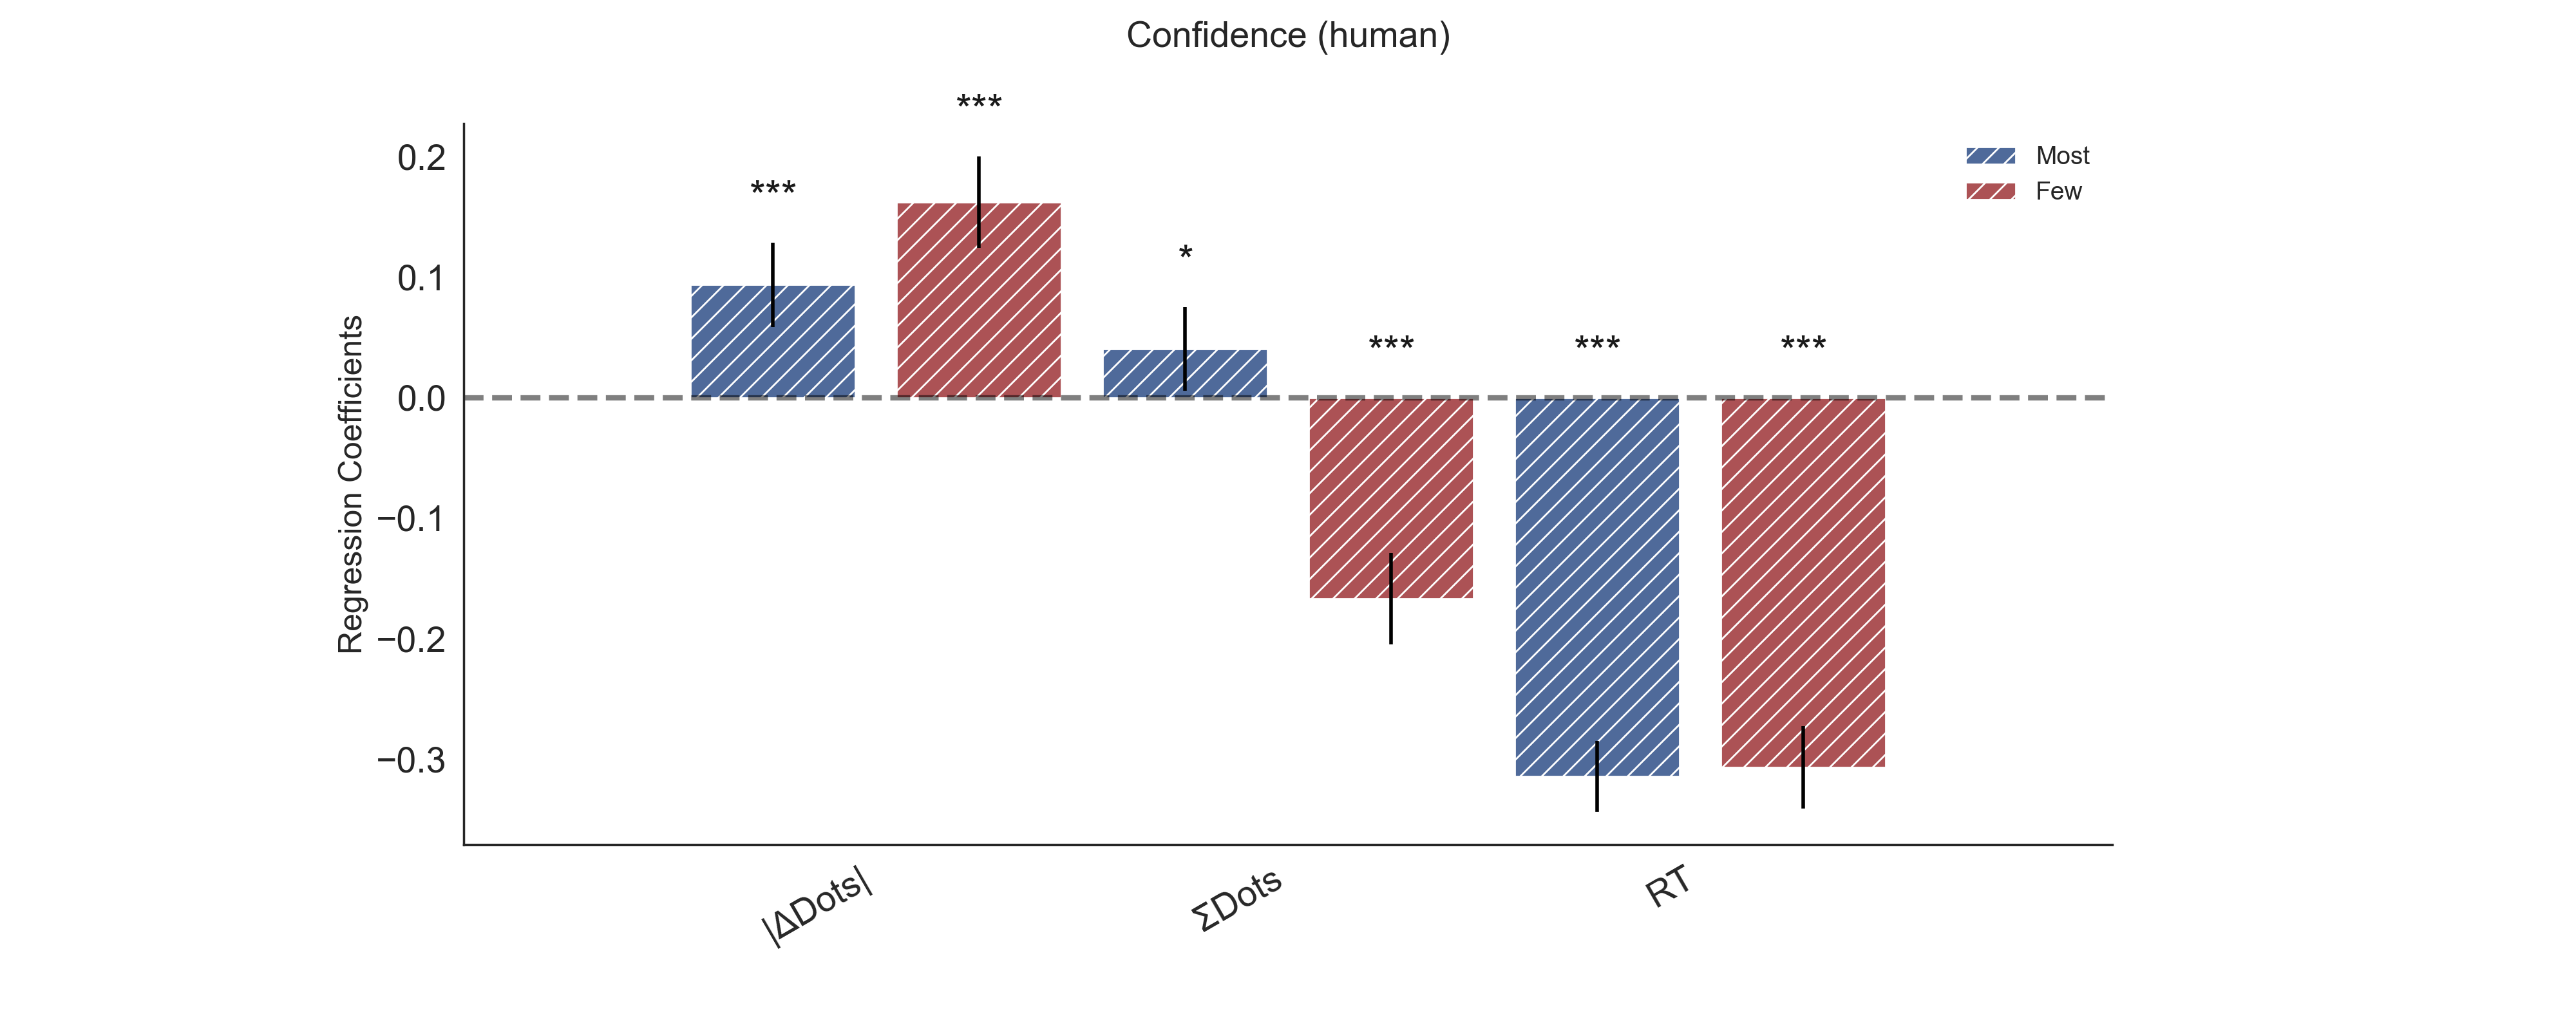 Confidence (human)
***
***
*
***
***
***
Most
Few
0.2
0.1
0.0
−0.1
−0.2
−0.3
Regression Coefficients
|ΔDots|
ΣDots
RT